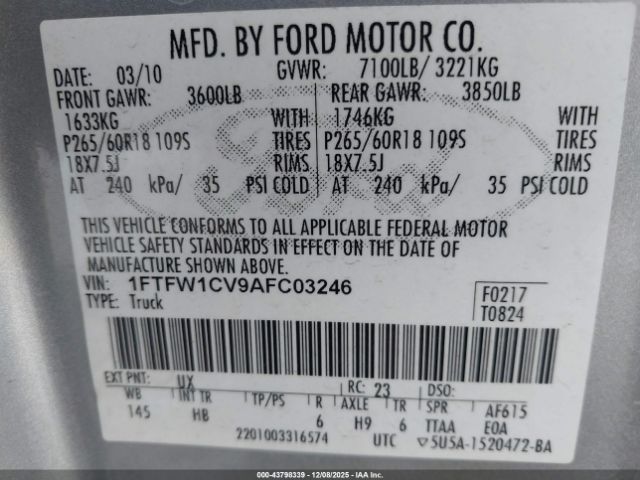 MFD. BY FORD MOTOR CO.
DATE: 03/10 GVWR: 7100LB/ 3221KG
FRONT GAWR: 3600LB REAR GAWR: 3850LB
1633KG WITH 1746KG WITH
P265/60R18 109S TIRES P265/60R18 109S TIRES
18X7.5J RIMS 18X7.5J RIMS
AT 240 kPa/ 35 PSI COLD AT 240 kPa/ 35 PSI COLD
Ford
THIS VEHICLE CONFORMS TO ALL APPLICABLE FEDERAL MOTOR
VEHICLE SAFETY STANDARDS IN EFFECT ON THE DATE OF
MANUFACTURE SHOWN ABOVE.
VIN: 1FTFW1CV9AFC03246 F0217
TYPE: Truck T0824
EXT PNT: UX RC: 23 DSO:
WB INT TR TP/PS R AXLE TR SPR AF615
145 HB 6 H9 6 TTAA E0A
2201003316574 UTC ▽5U5A-1520472-BA
000-43798339 | 12/08/2025 - IAAI.com